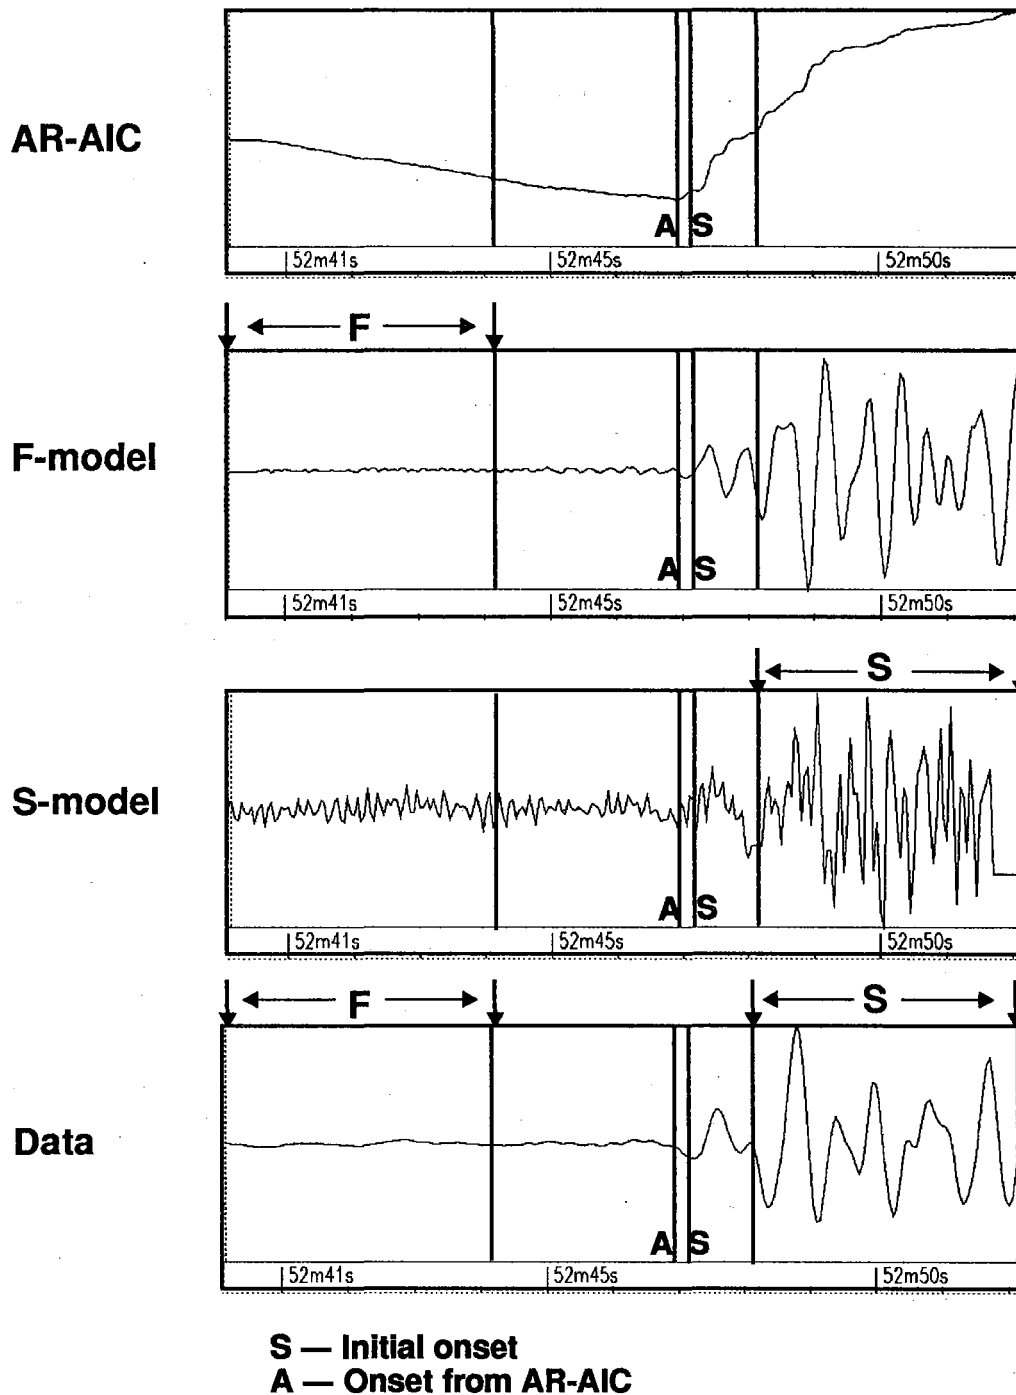 AR-AIC
A S
52m41s 52m45s 52m50s
F
F-model
A S
52m41s 52m45s 52m50s
S
S-model
A S
52m41s 52m45s 52m50s
F S
Data
A S
52m41s 52m45s 52m50s
S — Initial onset
A — Onset from AR-AIC